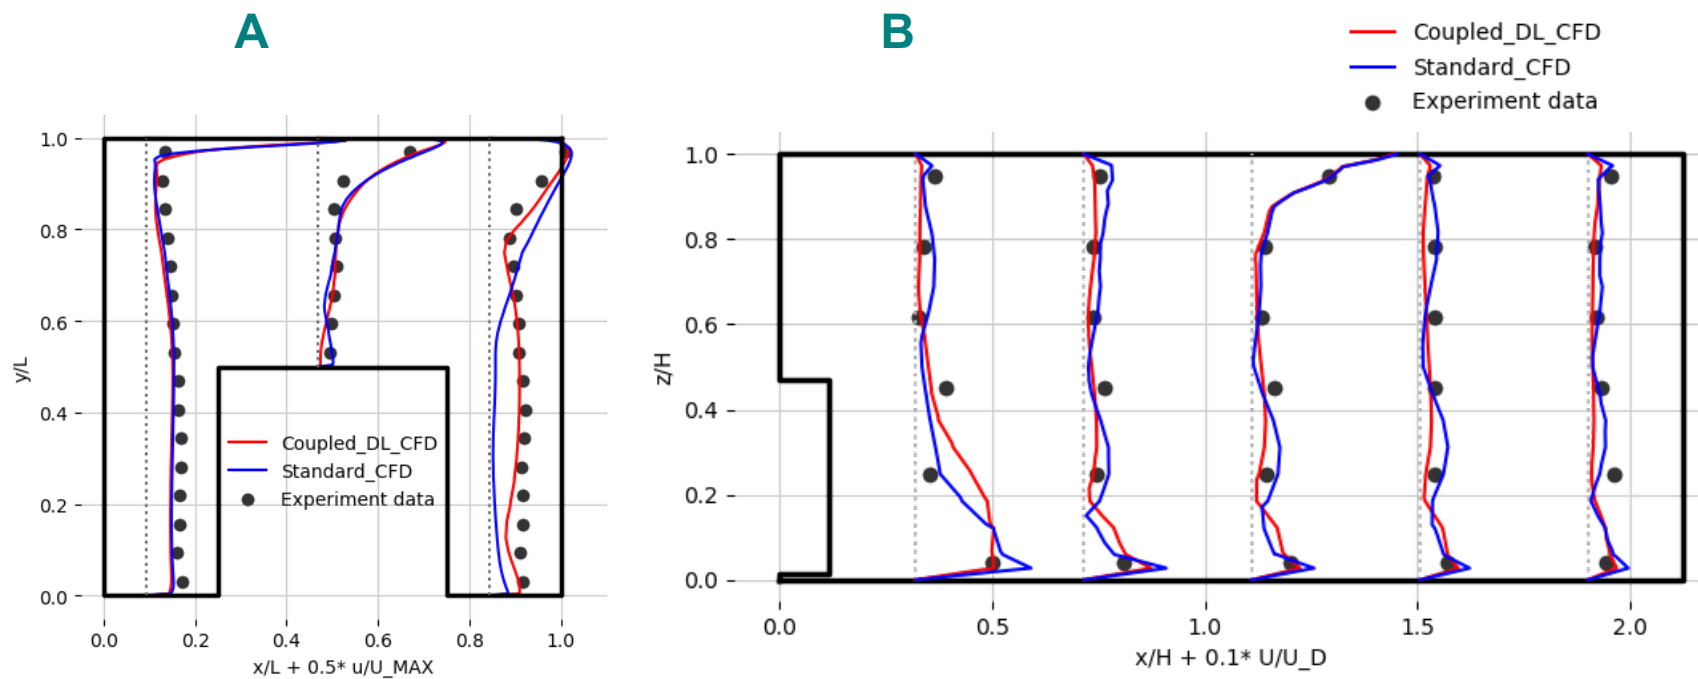 A
B
Coupled_DL_CFD
Standard_CFD
Experiment data
1.0
0.8
0.6
0.4
0.2
0.0
y/L
Coupled_DL_CFD
Standard_CFD
Experiment data
0.0 0.2 0.4 0.6 0.8 1.0
x/L + 0.5* u/U_MAX
1.0
0.8
0.6
0.4
0.2
0.0
z/H
0.0 0.5 1.0 1.5 2.0
x/H + 0.1* U/U_D